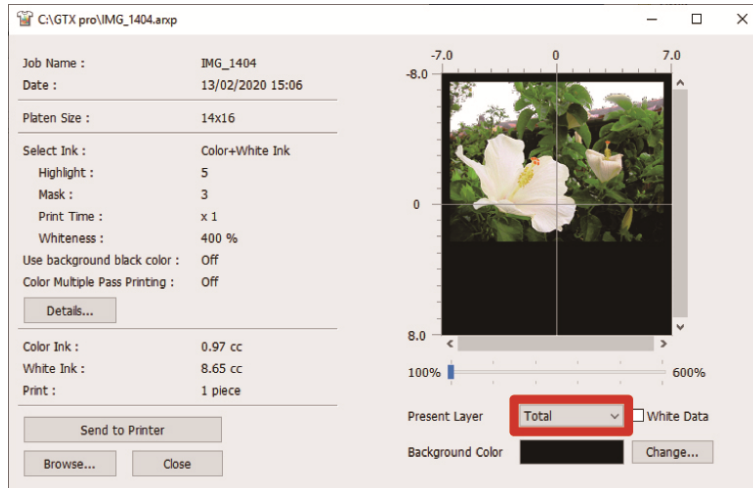 C:\GTX pro\IMG_1404.arxp
Job Name : IMG_1404
Date : 13/02/2020 15:06
Platen Size : 14x16
Select Ink : Color+White Ink
Highlight : 5
Mask : 3
Print Time : x 1
Whiteness : 400 %
Use background black color : Off
Color Multiple Pass Printing : Off
Details...
Color Ink : 0.97 cc
White Ink : 8.65 cc
Print : 1 piece
Send to Printer
Browse... Close
-7.0 0 7.0
-8.0
0
8.0
100% 600%
Present Layer Total White Data
Background Color Change...